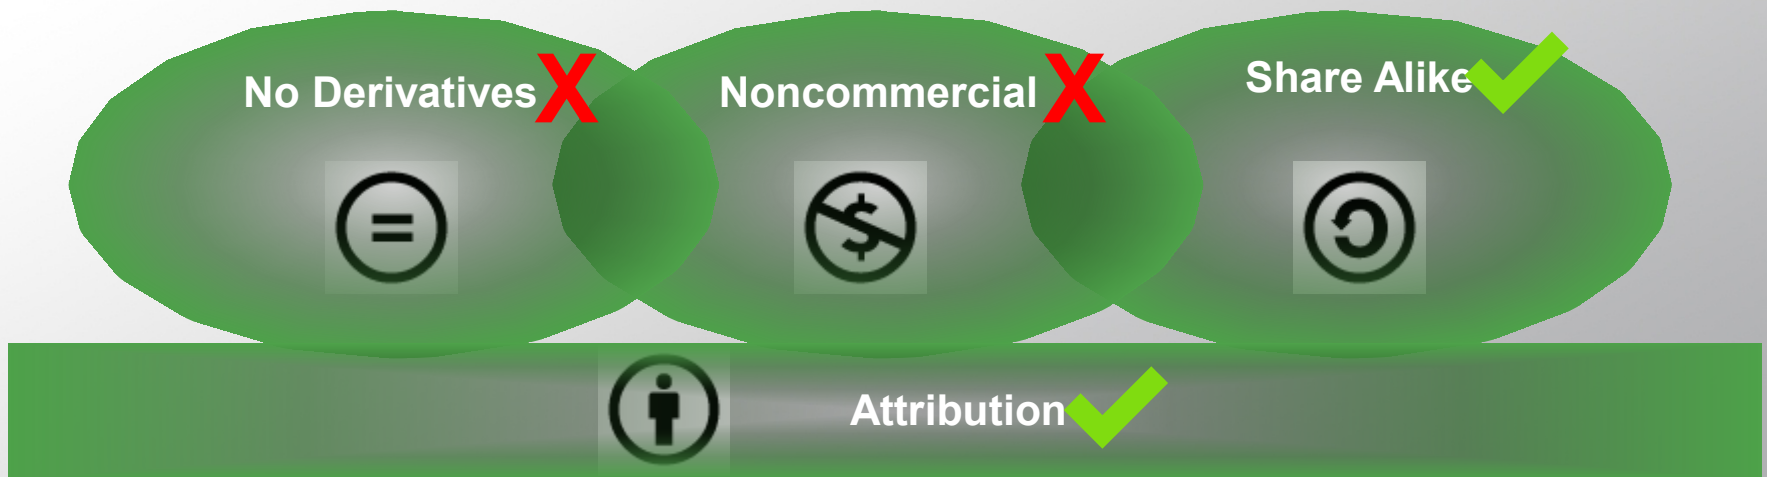 No Derivatives X
Noncommercial X
Share Alike
= $
Attribution